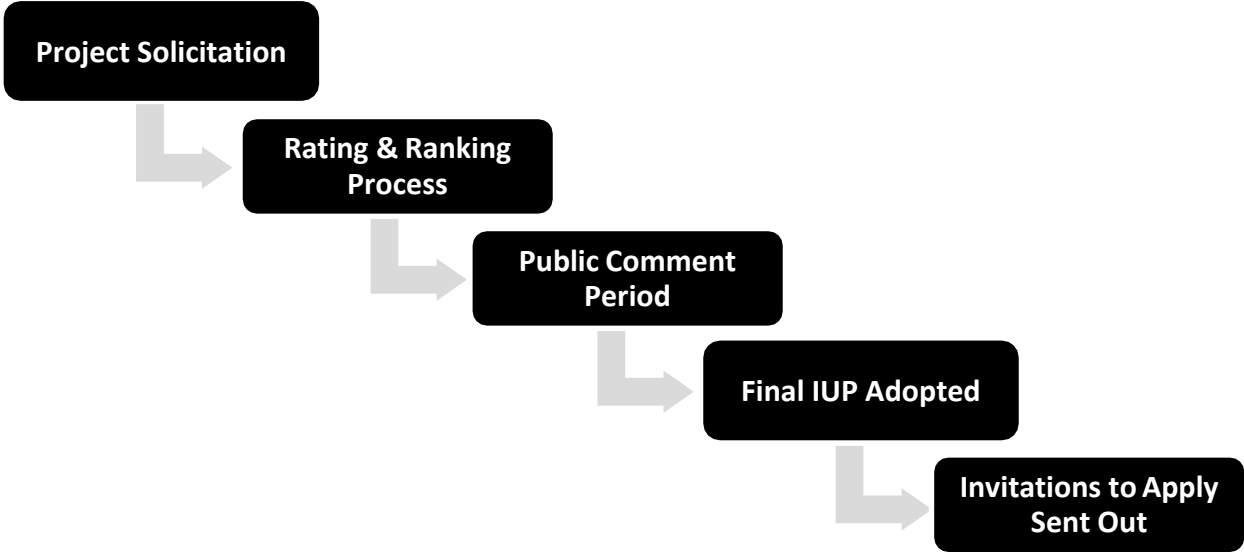 Project Solicitation
Rating & Ranking
Process
Public Comment
Period
Final IUP Adopted
Invitations to Apply
Sent Out